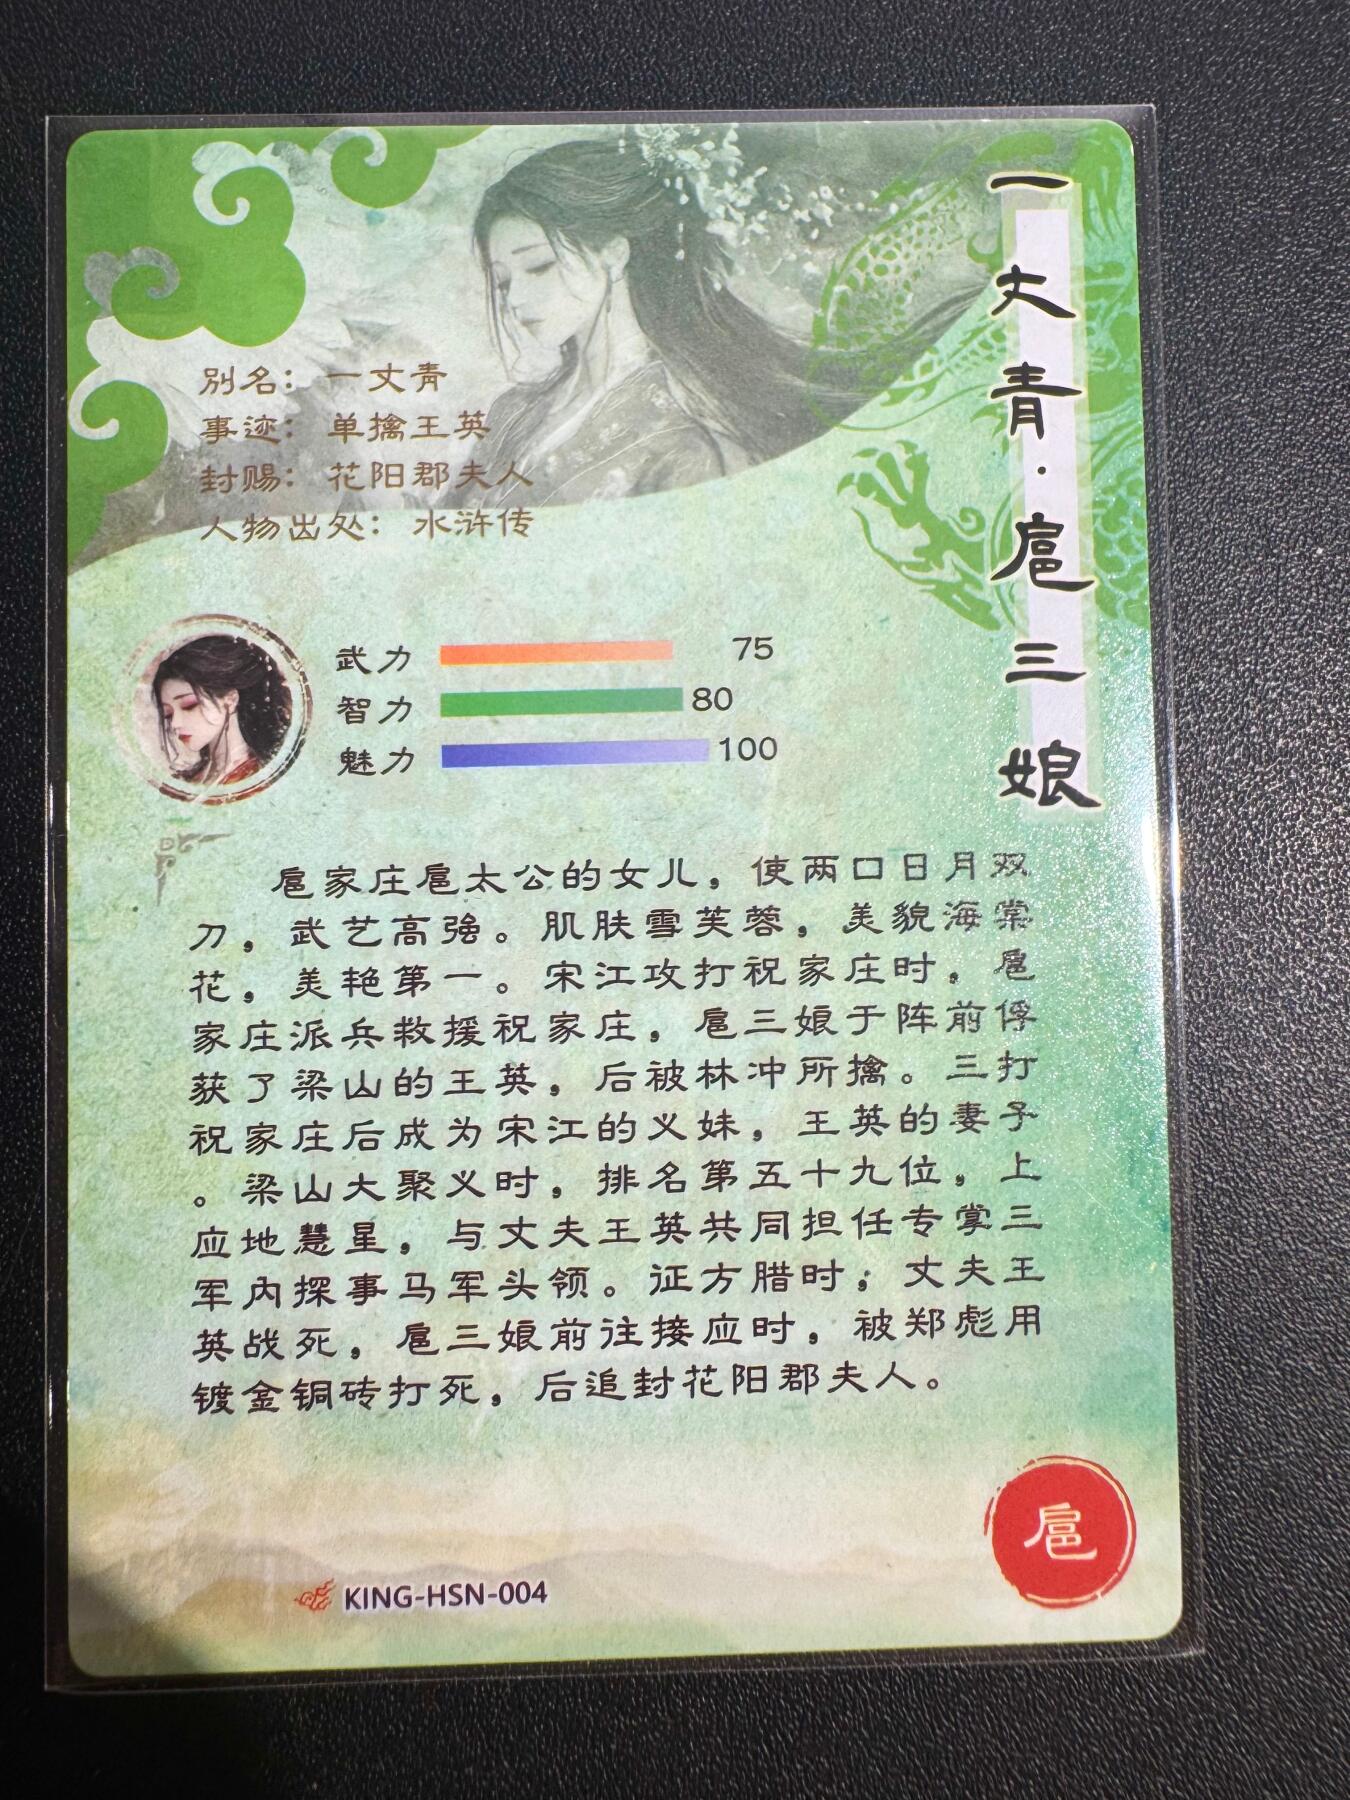 一丈青·扈三娘
别名：一丈青
事迹：单擒王英
封赐：花阳郡夫人
人物出处：水浒传
武力 75
智力 80
魅力 100
扈家庄扈太公的女儿，使两口日月双
刀，武艺高强。肌肤雪芙蓉，美貌海棠
花，美艳第一。宋江攻打祝家庄时，扈
家庄派兵救援祝家庄，扈三娘于阵前俘
获了梁山的王英，后被林冲所擒。三打
祝家庄后成为宋江的义妹，王英的妻子
。梁山大聚义时，排名第五十九位，上
应地慧星，与丈夫王英共同担任专掌三
军内探事马军头领。征方腊时，丈夫王
英战死，扈三娘前往接应时，被郑彪用
镀金铜砖打死，后追封花阳郡夫人。
扈
KING-HSN-004